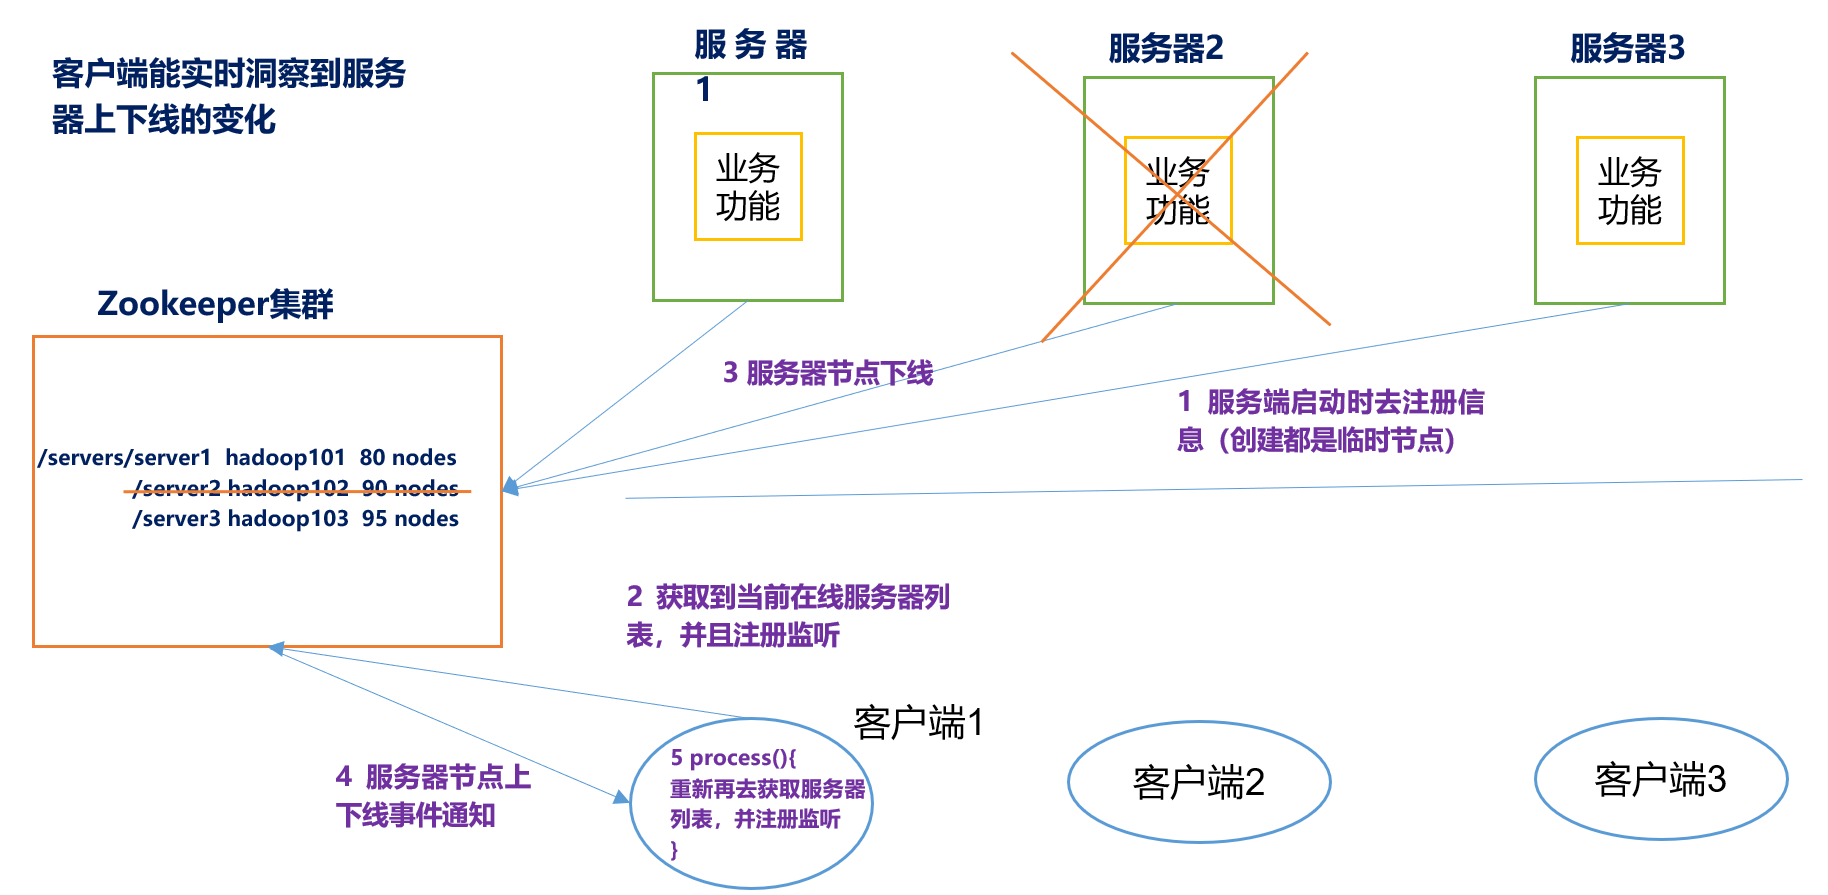 客户端能实时洞察到服务
器上下线的变化
服 务 器
1
业务
功能
服务器2
业务
功能
服务器3
业务
功能
Zookeeper集群
/servers/server1  hadoop101  80 nodes
/server2 hadoop102  90 nodes
/server3 hadoop103  95 nodes
3 服务器节点下线
1  服务端启动时去注册信
息（创建都是临时节点）
2  获取到当前在线服务器列
表，并且注册监听
4  服务器节点上
下线事件通知
客户端1
5 process(){
重新再去获取服务器
列表，并注册监听
}
客户端2
客户端3